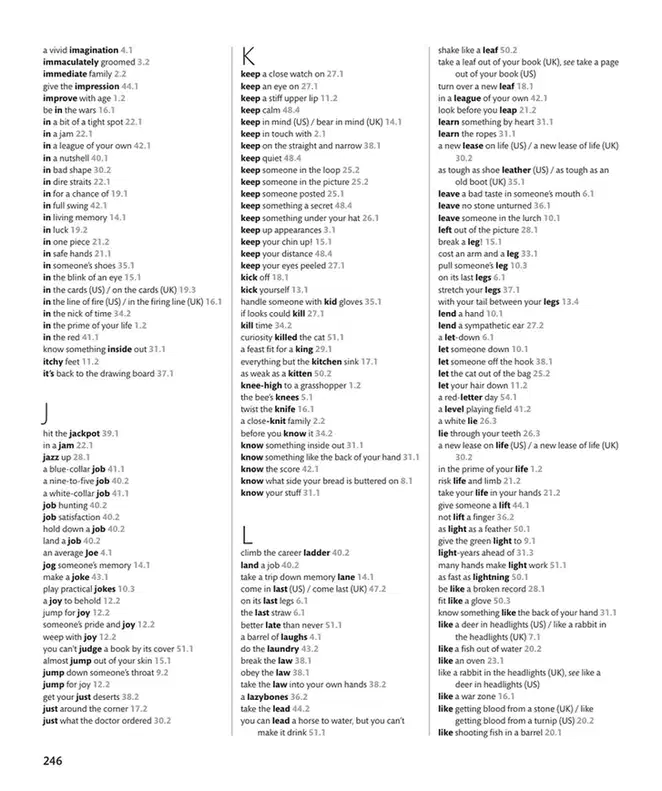 a vivid imagination 4.1
immaculately groomed 3.2
immediate family 2.2
give the impression 44.1
improve with age 1.2
be in the wars 16.1
in a bit of a tight spot 22.1
in a jam 22.1
in a league of your own 42.1
in a nutshell 40.1
in bad shape 30.2
in dire straits 22.1
in for a chance of 19.1
in full swing 42.1
in living memory 14.1
in luck 19.2
in one piece 21.2
in safe hands 21.1
in someone's shoes 35.1
in the blink of an eye 15.1
in the cards (US) / on the cards (UK) 19.3
in the line of fire (US) / in the firing line (UK) 16.1
in the nick of time 34.2
in the prime of your life 1.2
in the red 41.1
know something inside out 31.1
itchy feet 11.2
it's back to the drawing board 37.1
J
hit the jackpot 39.1
in a jam 22.1
jazz up 28.1
a blue-collar job 41.1
a nine-to-five job 40.2
a white-collar job 41.1
job hunting 40.2
job satisfaction 40.2
hold down a job 40.2
land a job 40.2
an average Joe 4.1
jog someone's memory 14.1
make a joke 43.1
play practical jokes 10.3
a joy to behold 12.2
jump for joy 12.2
someone's pride and joy 12.2
weep with joy 12.2
you can't judge a book by its cover 51.1
almost jump out of your skin 15.1
jump down someone's throat 9.2
jump for joy 12.2
get your just deserts 38.2
just around the corner 17.2
just what the doctor ordered 30.2
K
keep a close watch on 27.1
keep an eye on 27.1
keep a stiff upper lip 11.2
keep calm 48.4
keep in mind (US) / bear in mind (UK) 14.1
keep in touch with 2.1
keep on the straight and narrow 38.1
keep quiet 48.4
keep someone in the loop 25.2
keep someone in the picture 25.2
keep someone posted 25.1
keep something a secret 48.4
keep something under your hat 26.1
keep up appearances 3.1
keep your chin up! 15.1
keep your distance 48.4
keep your eyes peeled 27.1
kick off 18.1
kick yourself 13.1
handle someone with kid gloves 35.1
if looks could kill 27.1
kill time 34.2
curiosity killed the cat 51.1
a feast fit for a king 29.1
everything but the kitchen sink 17.1
as weak as a kitten 50.2
knee-high to a grasshopper 1.2
the bee's knees 5.1
twist the knife 16.1
a close-knit family 2.2
before you know it 34.2
know something inside out 31.1
know something like the back of your hand 31.1
know the score 42.1
know what side your bread is buttered on 8.1
know your stuff 31.1
L
climb the career ladder 40.2
land a job 40.2
take a trip down memory lane 14.1
come in last (US) / come last (UK) 47.2
on its last legs 6.1
the last straw 6.1
better late than never 51.1
a barrel of laughs 4.1
do the laundry 43.2
break the law 38.1
obey the law 38.1
take the law into your own hands 38.2
a lazybones 36.2
take the lead 44.2
you can lead a horse to water, but you can't
make it drink 51.1
shake like a leaf 50.2
take a leaf out of your book (UK), see take a page
out of your book (US)
turn over a new leaf 18.1
in a league of your own 42.1
look before you leap 21.2
learn something by heart 31.1
learn the ropes 31.1
a new lease on life (US) / a new lease of life (UK)
30.2
as tough as shoe leather (US) / as tough as an
old boot (UK) 35.1
leave a bad taste in someone's mouth 6.1
leave no stone unturned 36.1
leave someone in the lurch 10.1
left out of the picture 28.1
break a leg! 15.1
cost an arm and a leg 33.1
pull someone's leg 10.3
on its last legs 6.1
stretch your legs 37.1
with your tail between your legs 13.4
lend a hand 10.1
lend a sympathetic ear 27.2
a let-down 6.1
let someone down 10.1
let someone off the hook 38.1
let the cat out of the bag 25.2
let your hair down 11.2
a red-letter day 54.1
a level playing field 41.2
a white lie 26.3
lie through your teeth 26.3
a new lease on life (US) / a new lease of life (UK)
30.2
in the prime of your life 1.2
risk life and limb 21.2
take your life in your hands 21.2
give someone a lift 44.1
not lift a finger 36.2
as light as a feather 50.1
give the green light to 9.1
light-years ahead of 31.3
many hands make light work 51.1
as fast as lightning 50.1
be like a broken record 28.1
fit like a glove 50.3
know something like the back of your hand 31.1
like a deer in headlights (US) / like a rabbit in
the headlights (UK) 7.1
like a fish out of water 20.2
like an oven 23.1
like a rabbit in the headlights (UK), see like a
deer in headlights (US)
like a war zone 16.1
like getting blood from a stone (UK) / like
getting blood from a turnip (US) 20.2
like shooting fish in a barrel 20.1
246